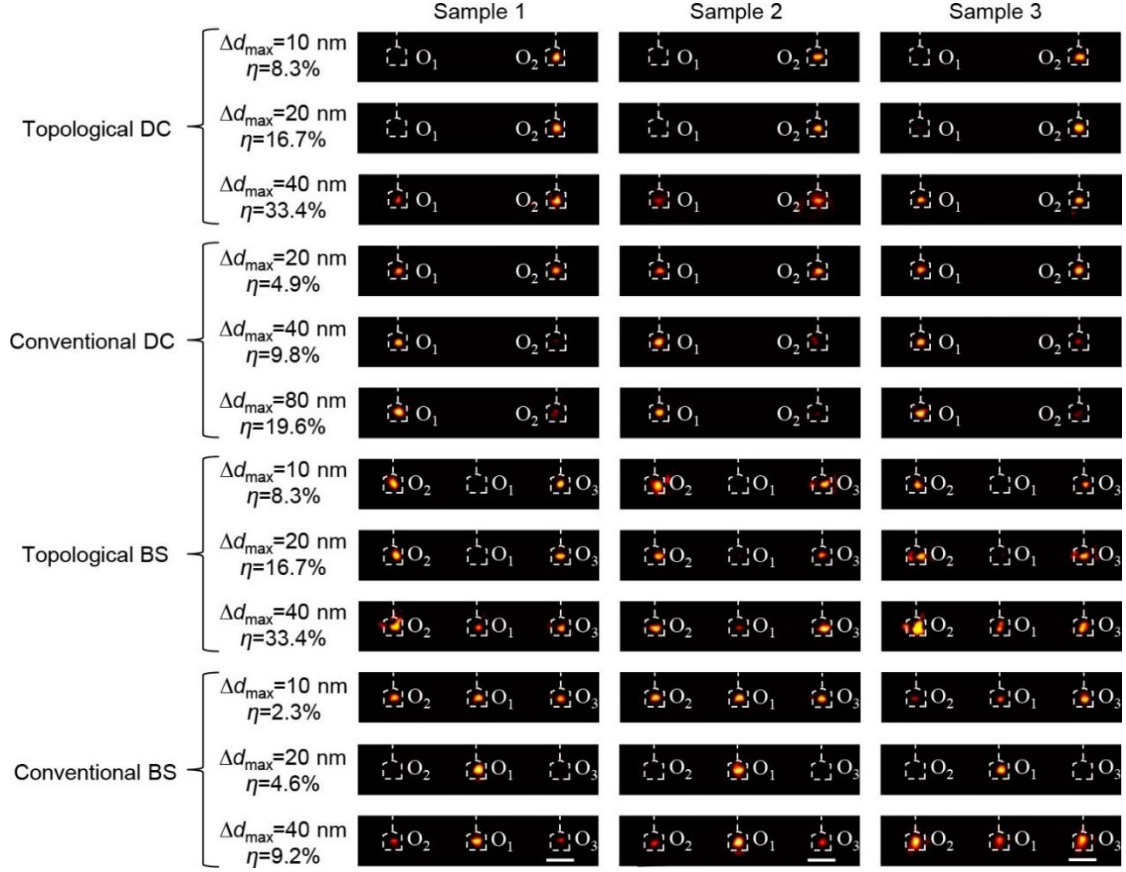 Sample 1 Sample 2 Sample 3
Δdmax=10 nm
η=8.3%
O1 O2 O1 O2 O1 O2
Topological DC
Δdmax=20 nm
η=16.7%
O1 O2 O1 O2 O1 O2
Δdmax=40 nm
η=33.4%
O1 O2 O1 O2 O1 O2
Δdmax=20 nm
η=4.9%
O1 O2 O1 O2 O1 O2
Conventional DC
Δdmax=40 nm
η=9.8%
O1 O2 O1 O2 O1 O2
Δdmax=80 nm
η=19.6%
O1 O2 O1 O2 O1 O2
Δdmax=10 nm
η=8.3%
O2 O1 O3 O2 O1 O3 O2 O1 O3
Topological BS
Δdmax=20 nm
η=16.7%
O2 O1 O3 O2 O1 O3 O2 O1 O3
Δdmax=40 nm
η=33.4%
O2 O1 O3 O2 O1 O3 O2 O1 O3
Δdmax=10 nm
η=2.3%
O2 O1 O3 O2 O1 O3 O2 O1 O3
Conventional BS
Δdmax=20 nm
η=4.6%
O2 O1 O3 O2 O1 O3 O2 O1 O3
Δdmax=40 nm
η=9.2%
O2 O1 O3 O2 O1 O3 O2 O1 O3